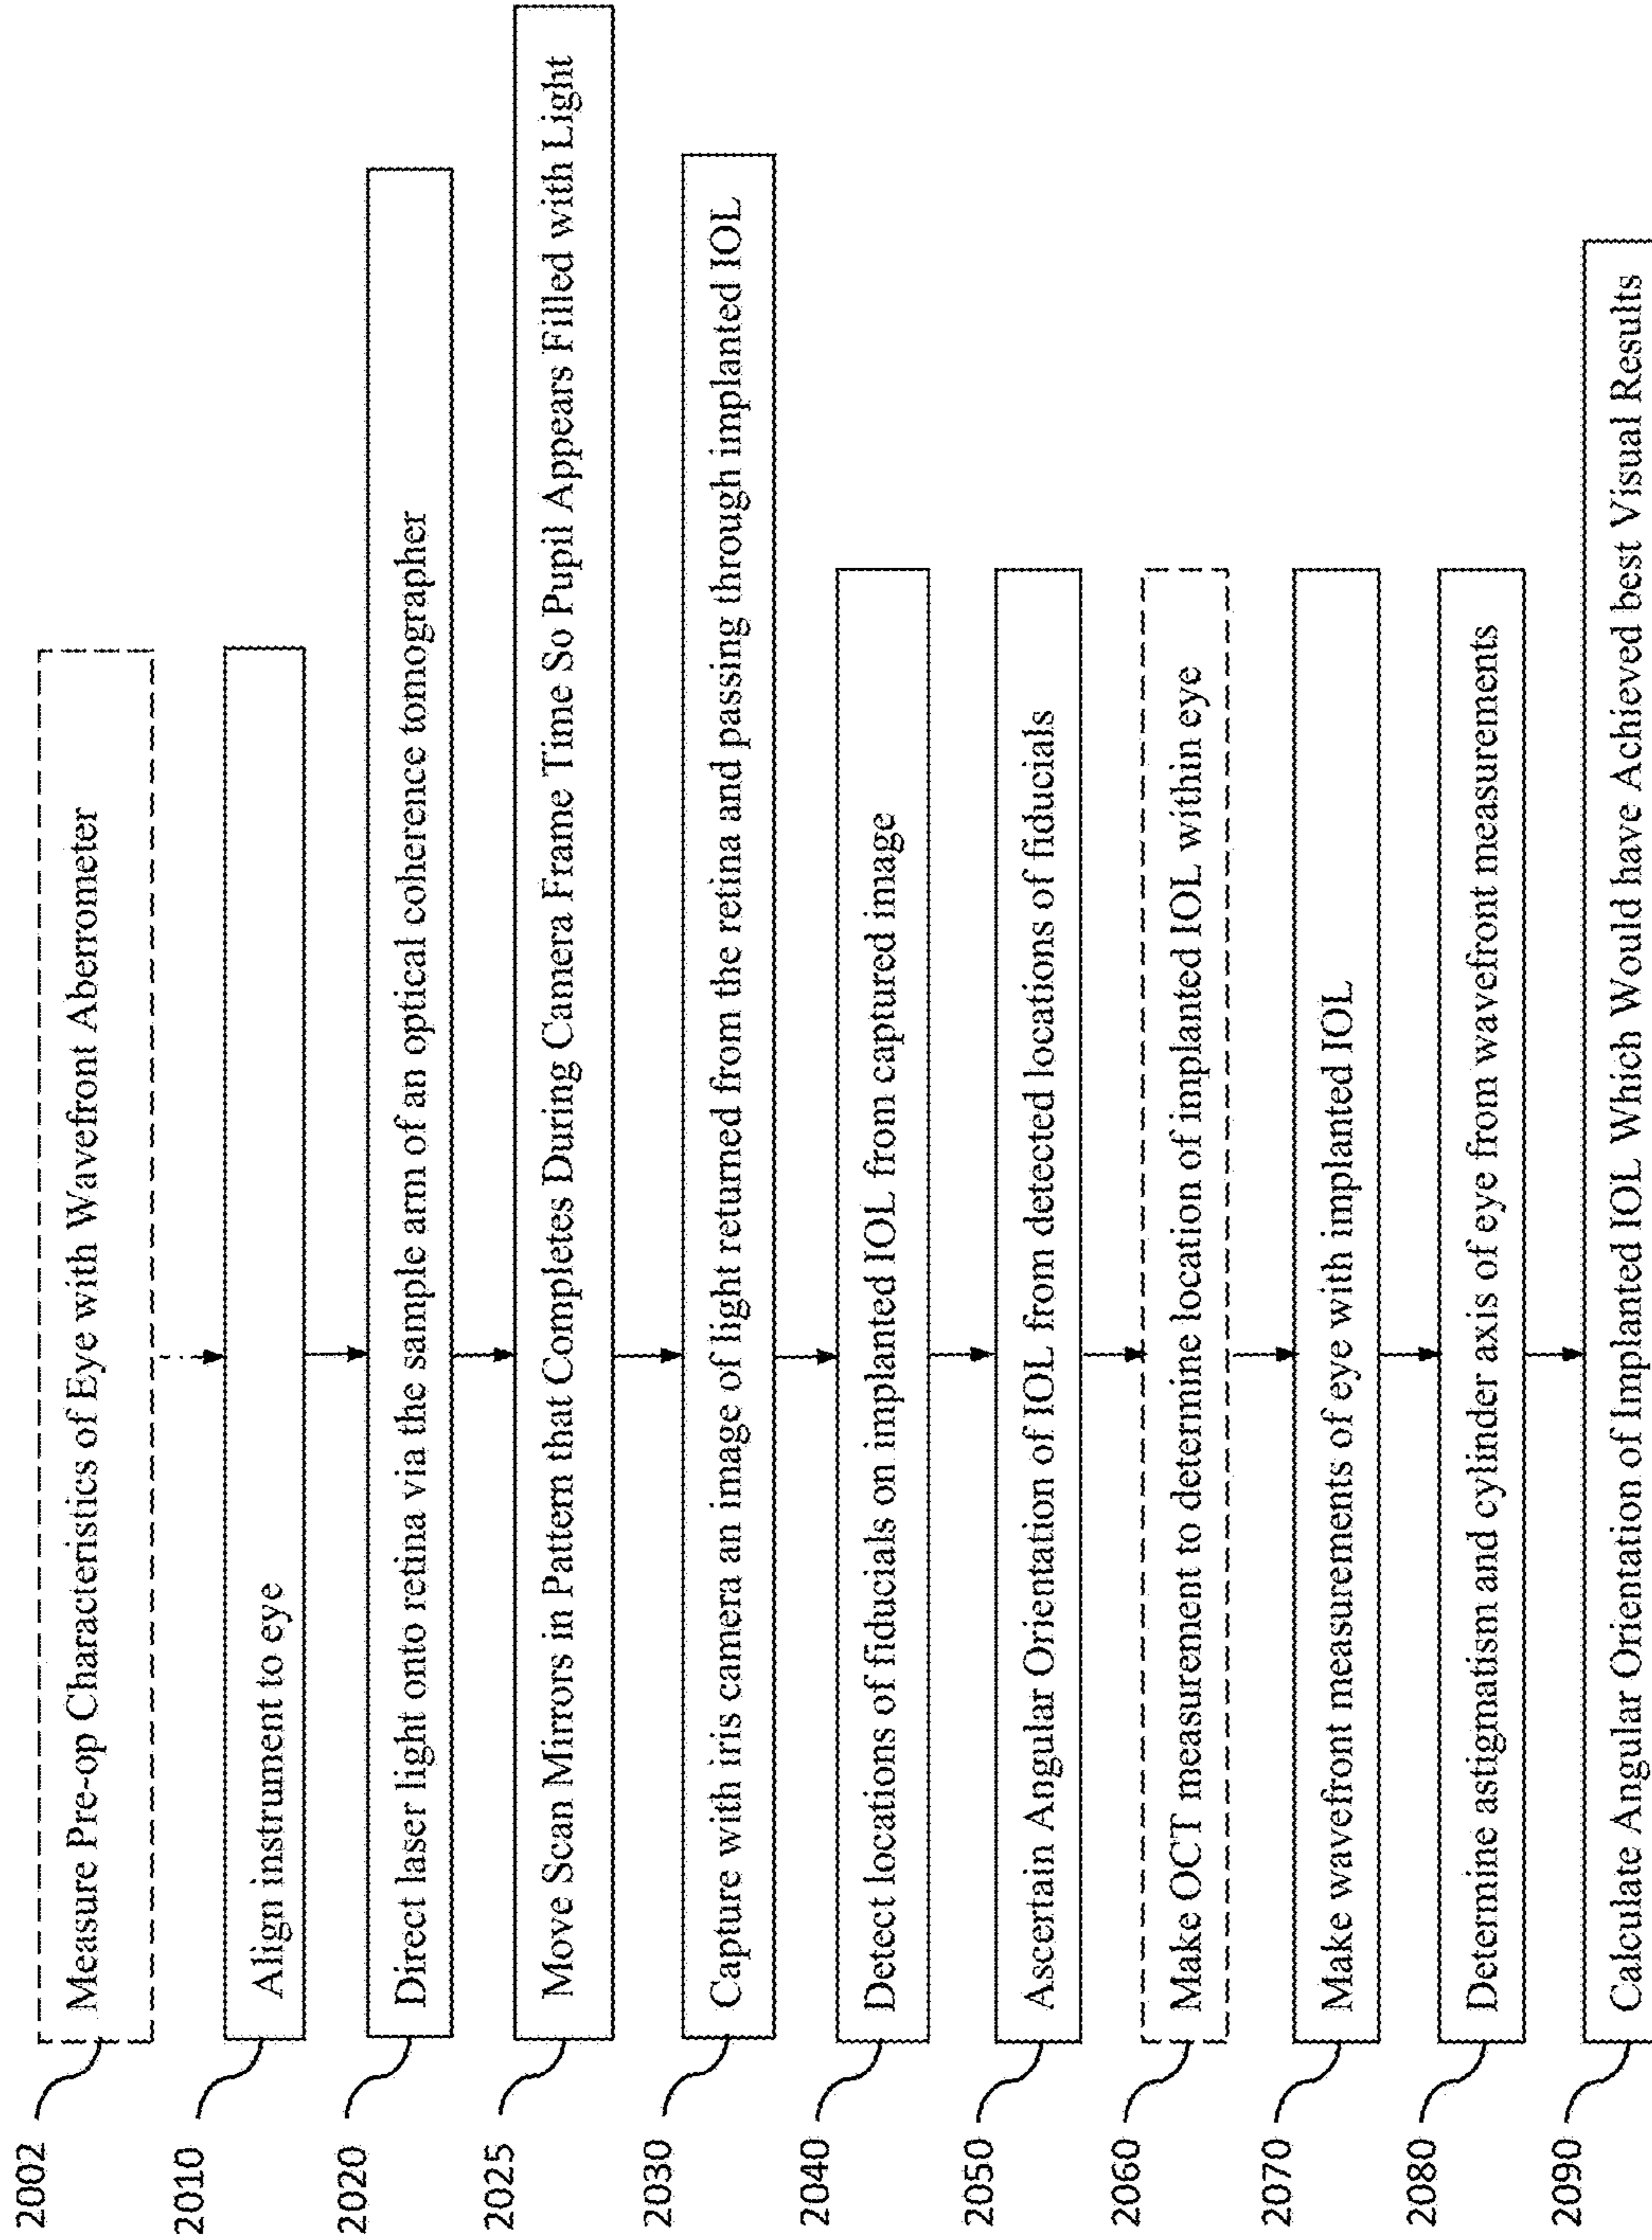 2002
Measure Pre-op Characteristics of Eye with Wavefront Aberrometer
2010
Align instrument to eye
2020
Direct laser light onto retina via the sample arm of an optical coherence tomographer
2025
Move Scan Mirrors in Pattern that Completes During Camera Frame Time So Pupil Appears Filled with Light
2030
Capture with iris camera an image of light returned from the retina and passing through implanted IOL
2040
Detect locations of fiducials on implanted IOL from captured image
2050
Ascertain Angular Orientation of IOL from detected locations of fiducials
2060
Make OCT measurement to determine location of implanted IOL within eye
2070
Make wavefront measurements of eye with implanted IOL
2080
Determine astigmatism and cylinder axis of eye from wavefront measurements
2090
Calculate Angular Orientation of Implanted IOL Which Would have Achieved best Visual Results